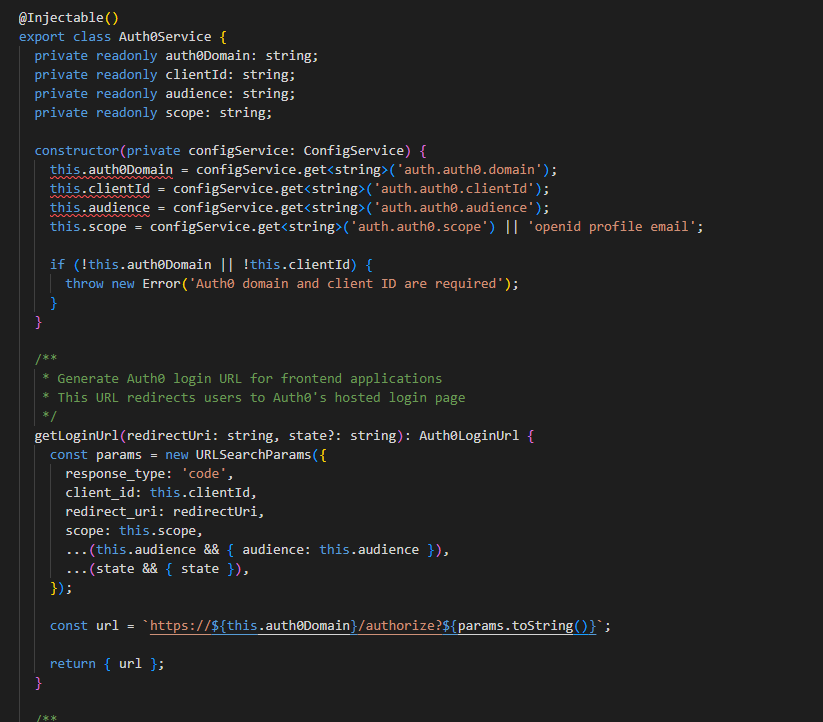 @Injectable()
export class Auth0Service {
  private readonly auth0Domain: string;
  private readonly clientId: string;
  private readonly audience: string;
  private readonly scope: string;

  constructor(private configService: ConfigService) {
    this.auth0Domain = configService.get<string>('auth.auth0.domain');
    this.clientId = configService.get<string>('auth.auth0.clientId');
    this.audience = configService.get<string>('auth.auth0.audience');
    this.scope = configService.get<string>('auth.auth0.scope') || 'openid profile email';

    if (!this.auth0Domain || !this.clientId) {
      throw new Error('Auth0 domain and client ID are required');
    }
  }

  /**
   * Generate Auth0 login URL for frontend applications
   * This URL redirects users to Auth0's hosted login page
   */
  getLoginUrl(redirectUri: string, state?: string): Auth0LoginUrl {
    const params = new URLSearchParams({
      response_type: 'code',
      client_id: this.clientId,
      redirect_uri: redirectUri,
      scope: this.scope,
      ...(this.audience && { audience: this.audience }),
      ...(state && { state }),
    });

    const url = `https://${this.auth0Domain}/authorize?${params.toString()}`;

    return { url };
  }

  /**